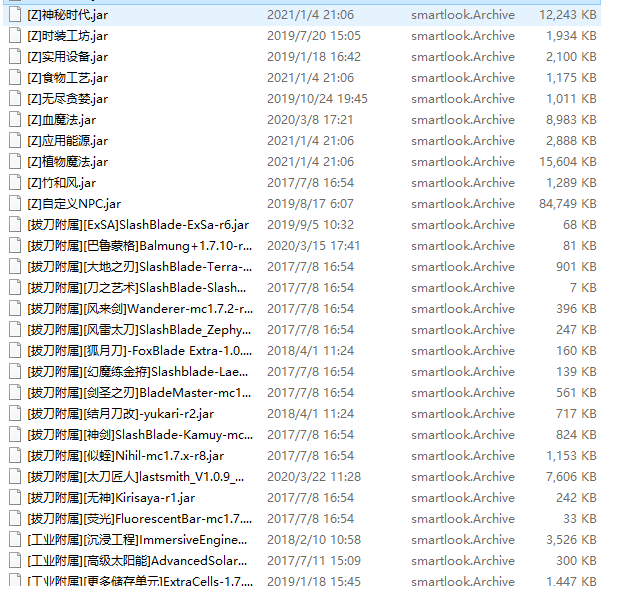 [Z]神秘时代.jar 2021/1/4 21:06 smartlook.Archive 12,243 KB
[Z]时装工坊.jar 2019/7/20 15:05 smartlook.Archive 1,934 KB
[Z]实用设备.jar 2019/1/18 16:42 smartlook.Archive 2,100 KB
[Z]食物工艺.jar 2021/1/4 21:06 smartlook.Archive 1,175 KB
[Z]无尽贪婪.jar 2019/10/24 19:45 smartlook.Archive 1,011 KB
[Z]血魔法.jar 2020/3/8 17:21 smartlook.Archive 8,983 KB
[Z]应用能源.jar 2021/1/4 21:06 smartlook.Archive 2,888 KB
[Z]植物魔法.jar 2021/1/4 21:06 smartlook.Archive 15,604 KB
[Z]竹和风.jar 2017/7/8 16:54 smartlook.Archive 1,289 KB
[Z]自定义NPC.jar 2019/8/17 6:07 smartlook.Archive 84,749 KB
[拔刀附属][ExSA]SlashBlade-ExSa-r6.jar 2019/9/5 10:32 smartlook.Archive 68 KB
[拔刀附属][巴鲁蒙格]Balmung+1.7.10-r... 2020/3/15 17:41 smartlook.Archive 81 KB
[拔刀附属][大地之刃]SlashBlade-Terra-... 2017/7/8 16:54 smartlook.Archive 901 KB
[拔刀附属][刀之艺术]SlashBlade-Slash... 2017/7/8 16:54 smartlook.Archive 7 KB
[拔刀附属][风来剑]Wanderer-mc1.7.2-r... 2017/7/8 16:54 smartlook.Archive 396 KB
[拔刀附属][风雷太刀]SlashBlade_Zephy... 2017/7/8 16:54 smartlook.Archive 247 KB
[拔刀附属][狐月刀]-FoxBlade Extra-1.0.... 2018/4/1 11:24 smartlook.Archive 160 KB
[拔刀附属][幻魔练金捬]Slashblade-Lae... 2017/7/8 16:54 smartlook.Archive 139 KB
[拔刀附属][剑圣之刃]BladeMaster-mc1... 2017/7/8 16:54 smartlook.Archive 561 KB
[拔刀附属][结月刀改]-yukari-r2.jar 2018/4/1 11:24 smartlook.Archive 717 KB
[拔刀附属][神剑]SlashBlade-Kamuy-mc... 2017/7/8 16:54 smartlook.Archive 824 KB
[拔刀附属][似蛭]Nihil-mc1.7.x-r8.jar 2017/7/8 16:54 smartlook.Archive 1,153 KB
[拔刀附属][太刀匠人]lastsmith_V1.0.9_... 2020/3/22 11:28 smartlook.Archive 7,606 KB
[拔刀附属][无神]Kirisaya-r1.jar 2017/7/8 16:54 smartlook.Archive 242 KB
[拔刀附属][荧光]FluorescentBar-mc1.7.... 2017/7/8 16:54 smartlook.Archive 33 KB
[工业附属][沉浸工程]ImmersiveEngine... 2018/2/10 10:58 smartlook.Archive 3,526 KB
[工业附属][高级太阳能]AdvancedSolar... 2017/7/11 15:09 smartlook.Archive 300 KB
[工业附属][更多储存单元]ExtraCells-1.7.... 2019/1/18 15:45 smartlook.Archive 1,447 KB